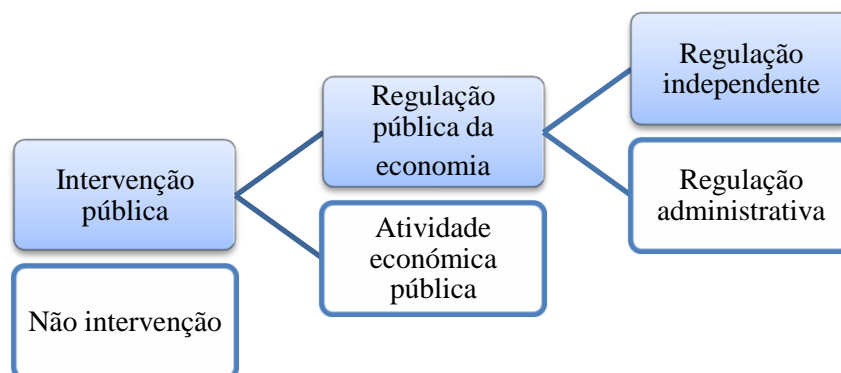 Intervenção
pública
Não intervenção
Regulação
pública da
economia
Atividade
económica
pública
Regulação
independente
Regulação
administrativa